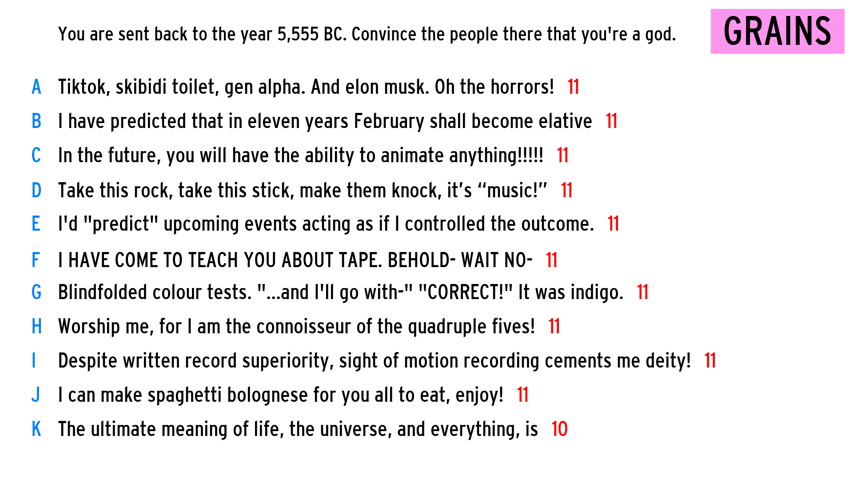 You are sent back to the year 5,555 BC. Convince the people there that you're a god.
GRAINS
A Tiktok, skibidi toilet, gen alpha. And elon musk. Oh the horrors! 11
B I have predicted that in eleven years February shall become elative 11
C In the future, you will have the ability to animate anything!!!!! 11
D Take this rock, take this stick, make them knock, it’s “music!” 11
E I'd "predict" upcoming events acting as if I controlled the outcome. 11
F I HAVE COME TO TEACH YOU ABOUT TAPE. BEHOLD- WAIT NO- 11
G Blindfolded colour tests. "...and I'll go with-" "CORRECT!" It was indigo. 11
H Worship me, for I am the connoisseur of the quadruple fives! 11
I Despite written record superiority, sight of motion recording cements me deity! 11
J I can make spaghetti bolognese for you all to eat, enjoy! 11
K The ultimate meaning of life, the universe, and everything, is 10